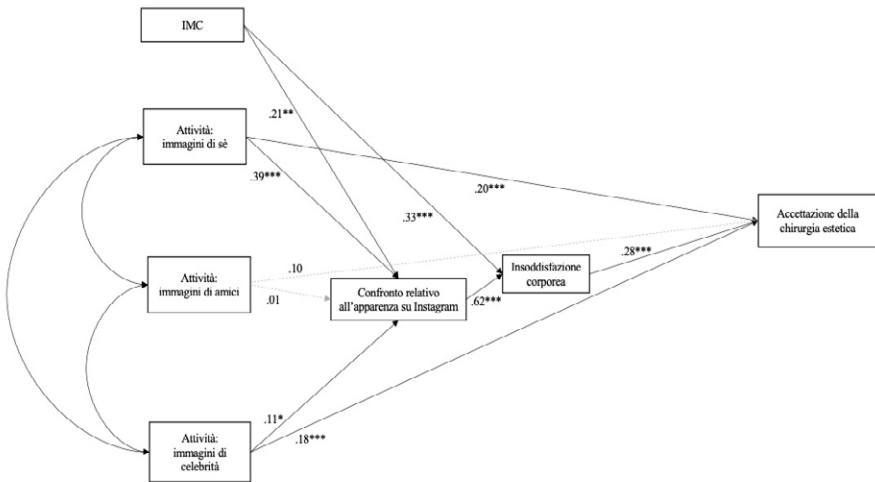 IMC
.21**
Attività:
immagini di sè
.39***
.20***
.33***
Accettazione della
chirurgia estetica
Attività:
immagini di amici
.10
.01
Confronto relativo
all'apparenza su Instagram
.62***
Insoddisfazione
corporea
.28***
.11*
.18***
Attività:
immagini di
celebrità